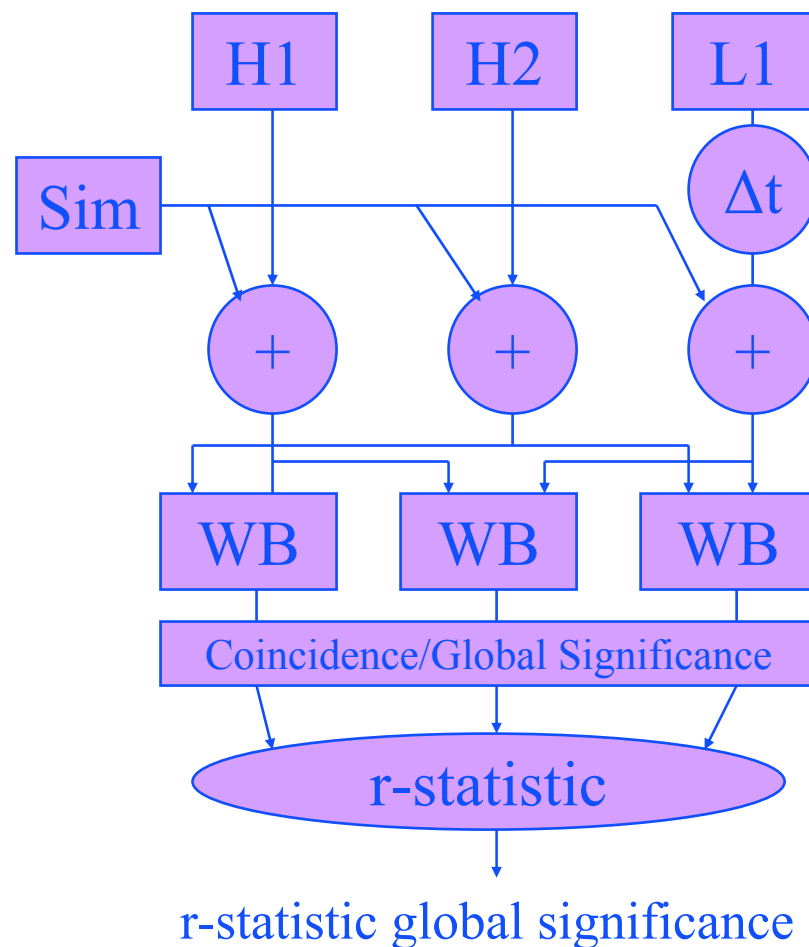 H1
H2
L1
Sim
Δt
+
+
+
WB
WB
WB
Coincidence/Global Significance
r-statistic
r-statistic global significance